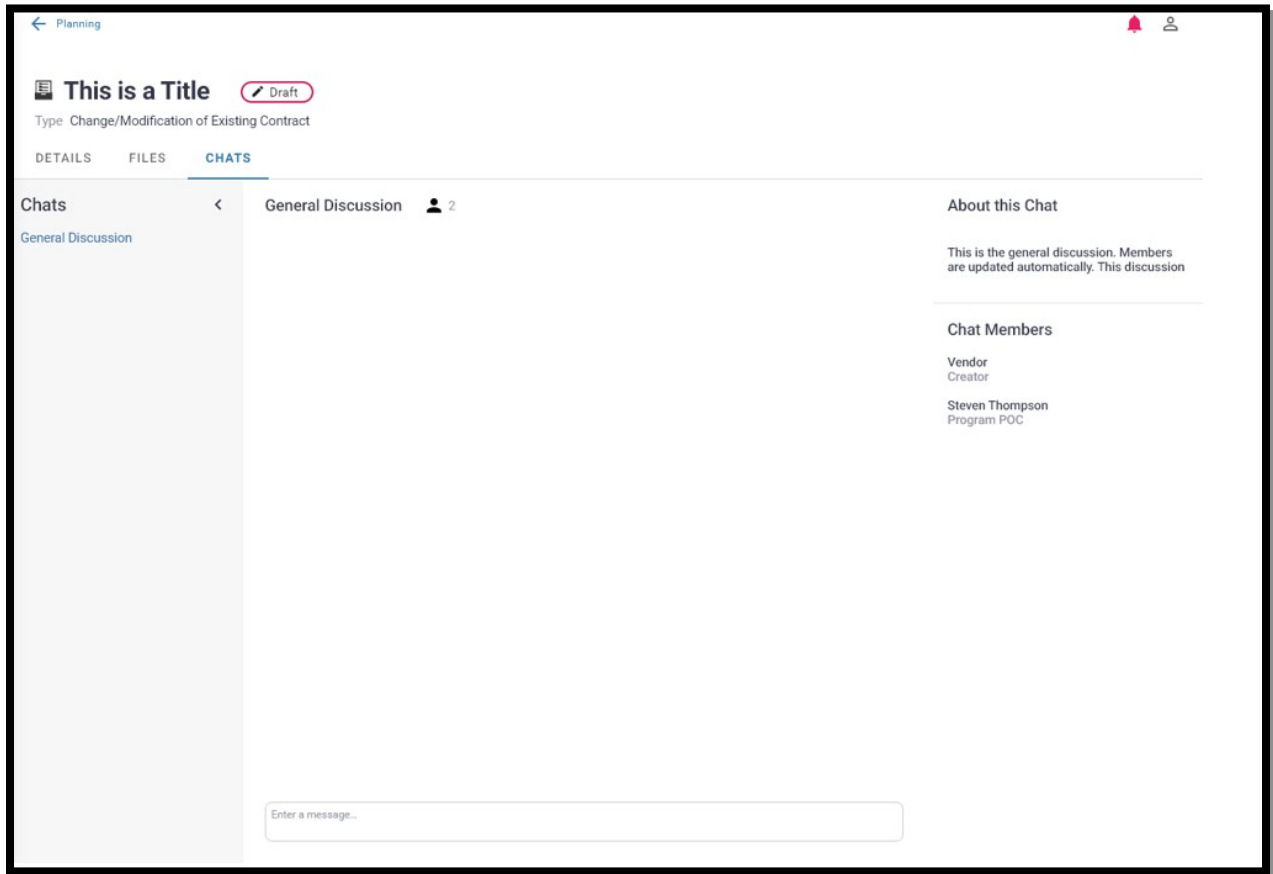 Planning
This is a Title
Draft
Type Change/Modification of Existing Contract
DETAILS FILES CHATS
Chats
General Discussion
General Discussion 2
Enter a message...
About this Chat
This is the general discussion. Members
are updated automatically. This discussion
Chat Members
Vendor
Creator
Steven Thompson
Program POC